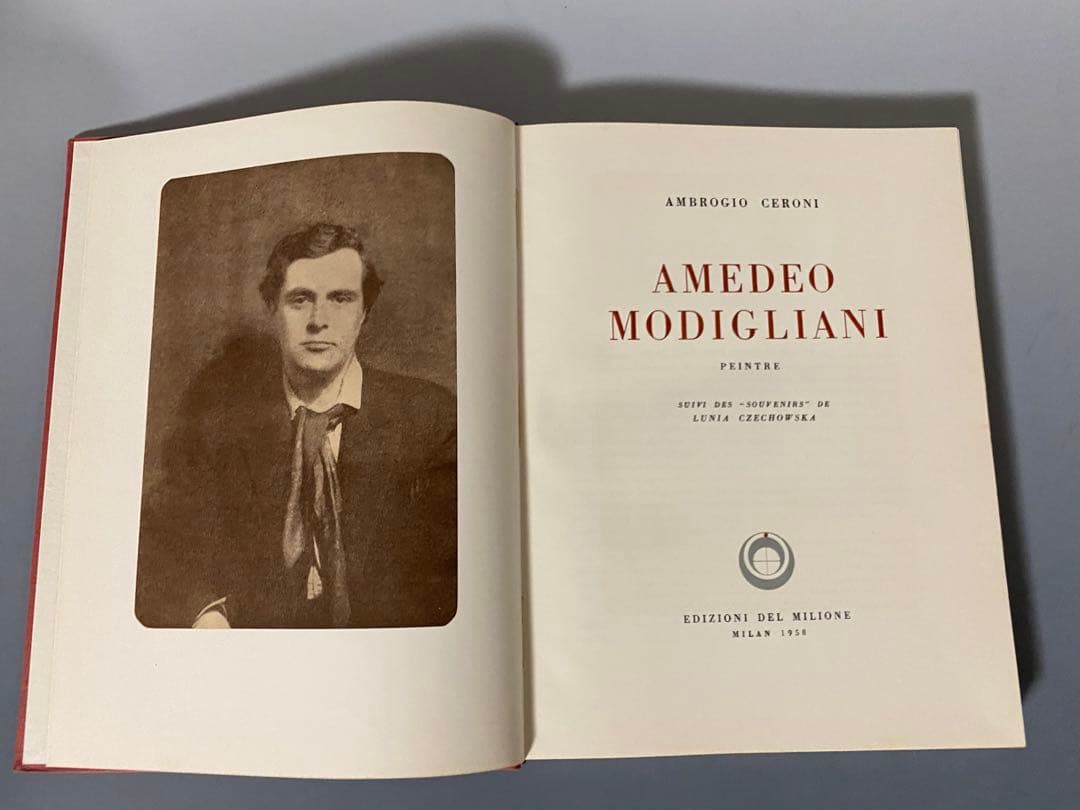 AMBROGIO CERONI
AMEDEO
MODIGLIANI
PEINTRE
SUIVI DES "SOUVENIRS" DE
LUNIA CZECHOWSKA
EDIZIONI DEL MILIONE
MILAN 1958